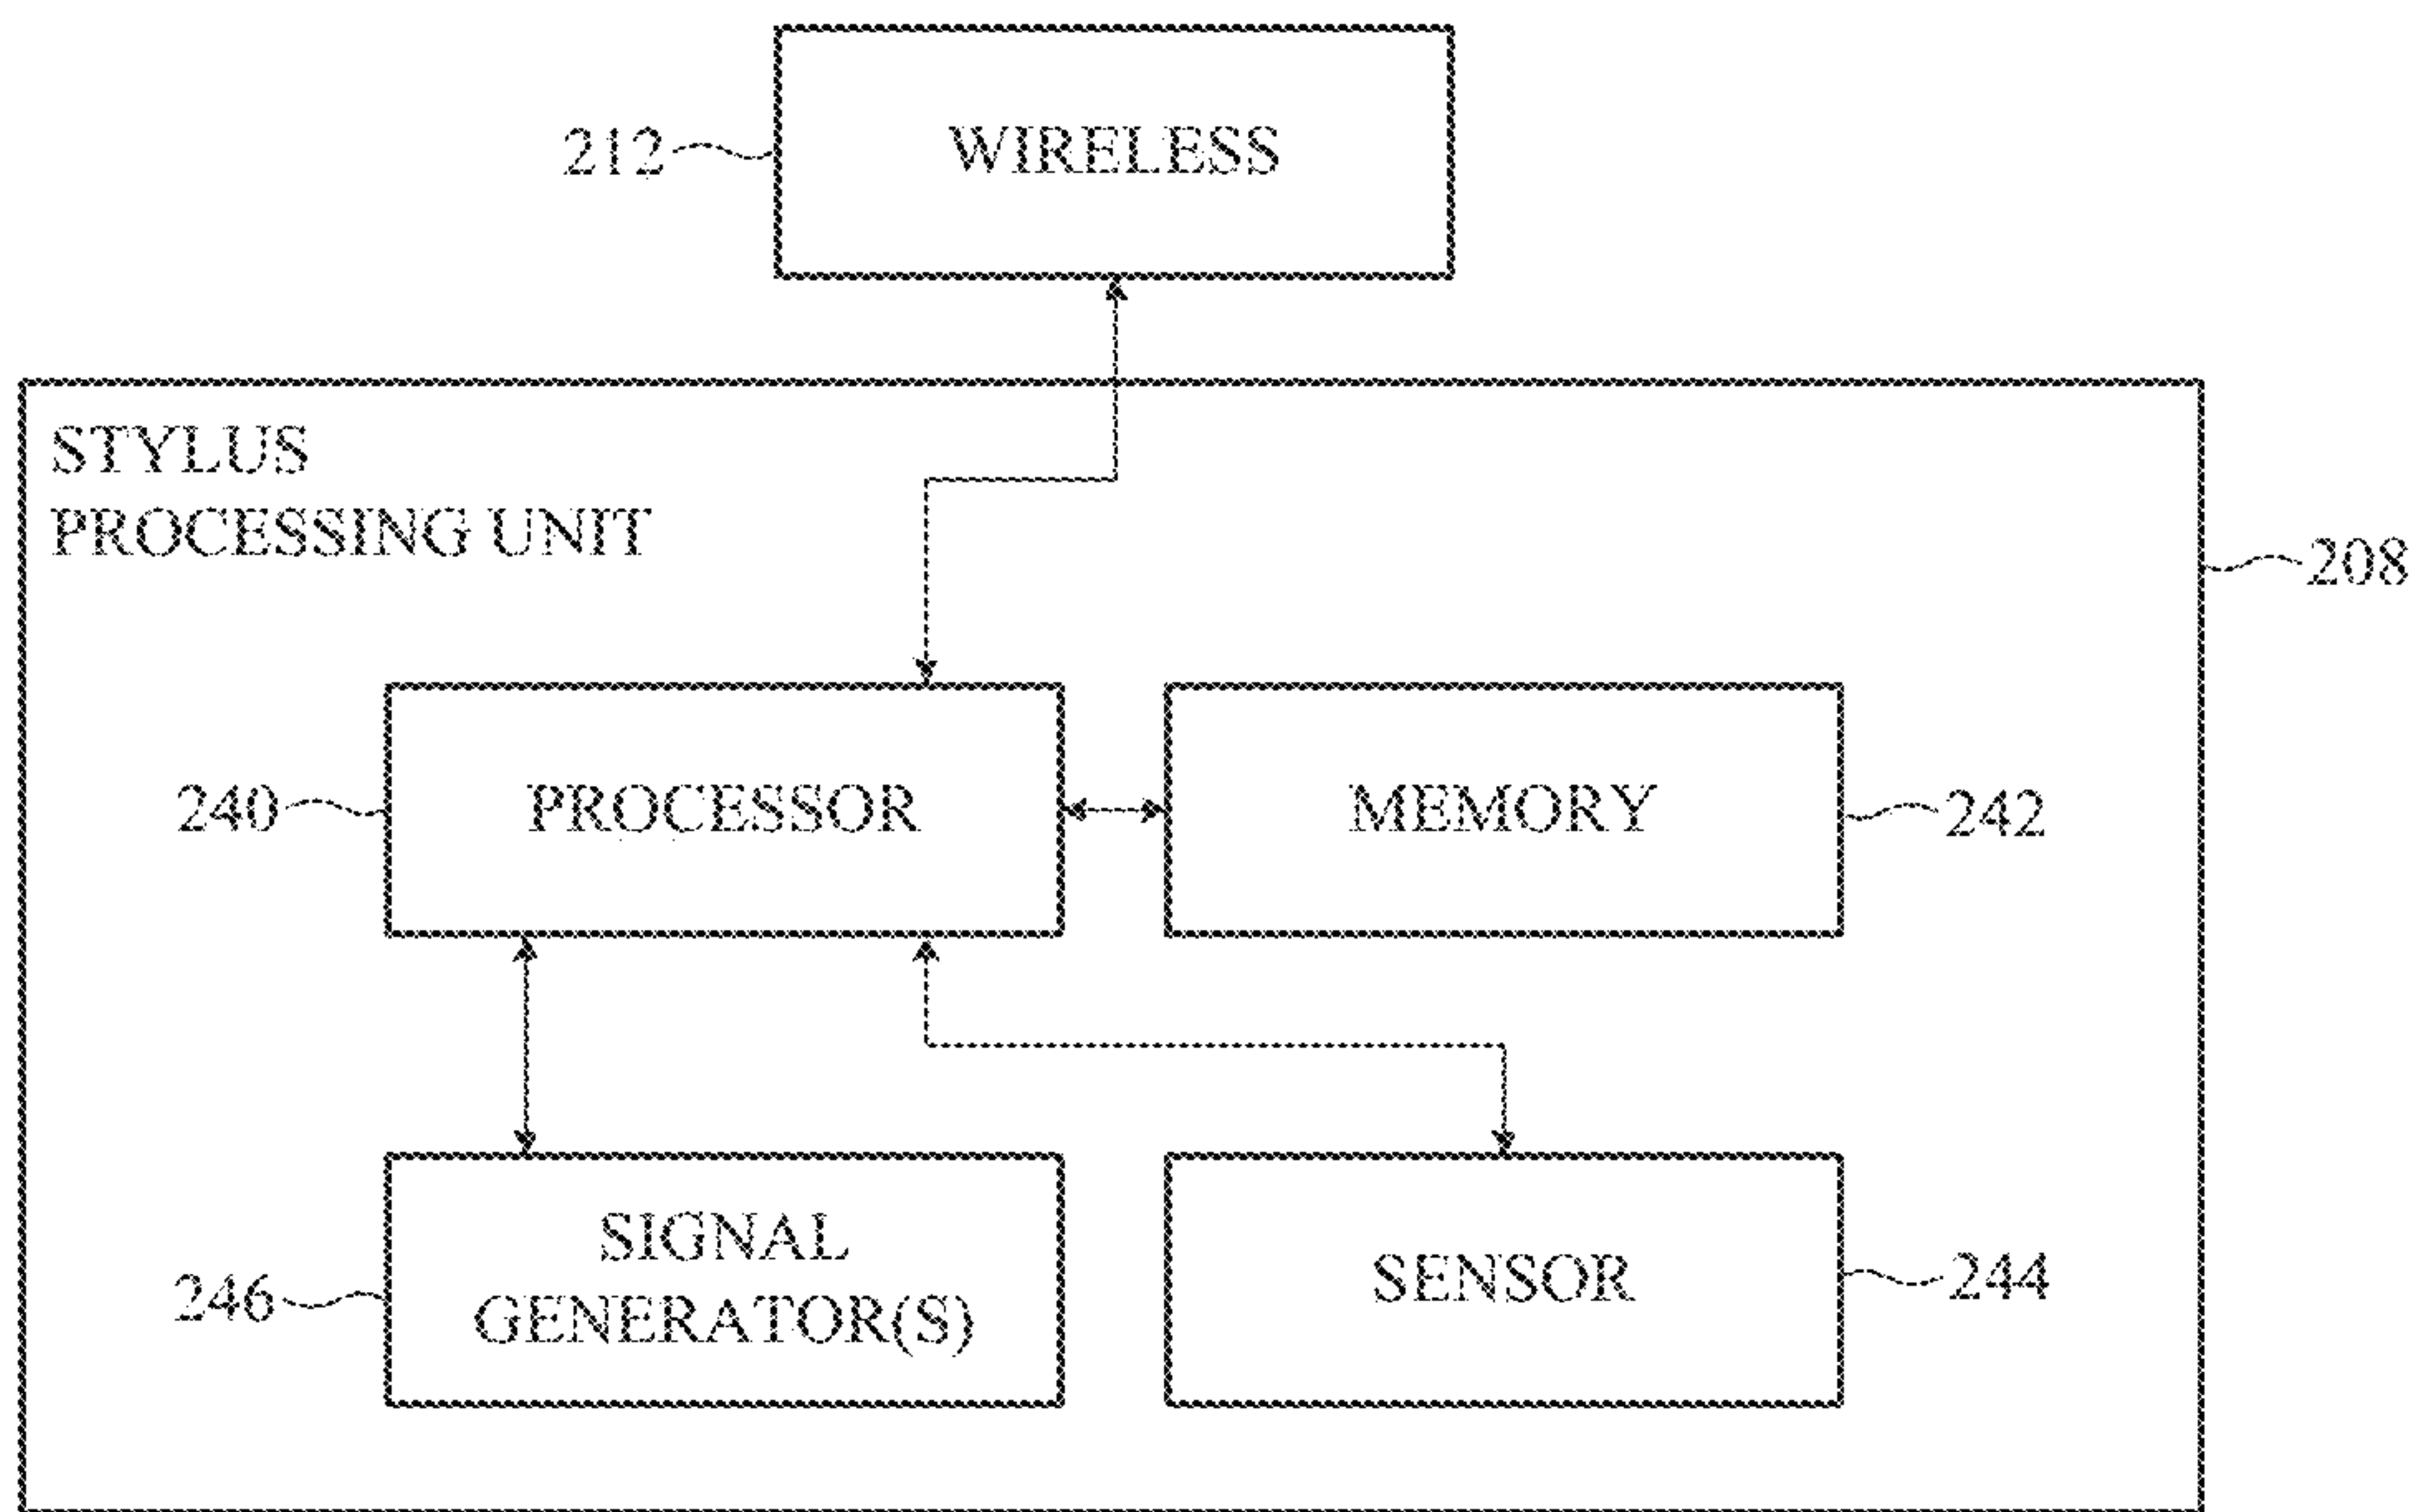 212
WIRELESS
STYLUS
PROCESSING UNIT
208
240
PROCESSOR
MEMORY
242
246
SIGNAL
GENERATOR(S)
SENSOR
244